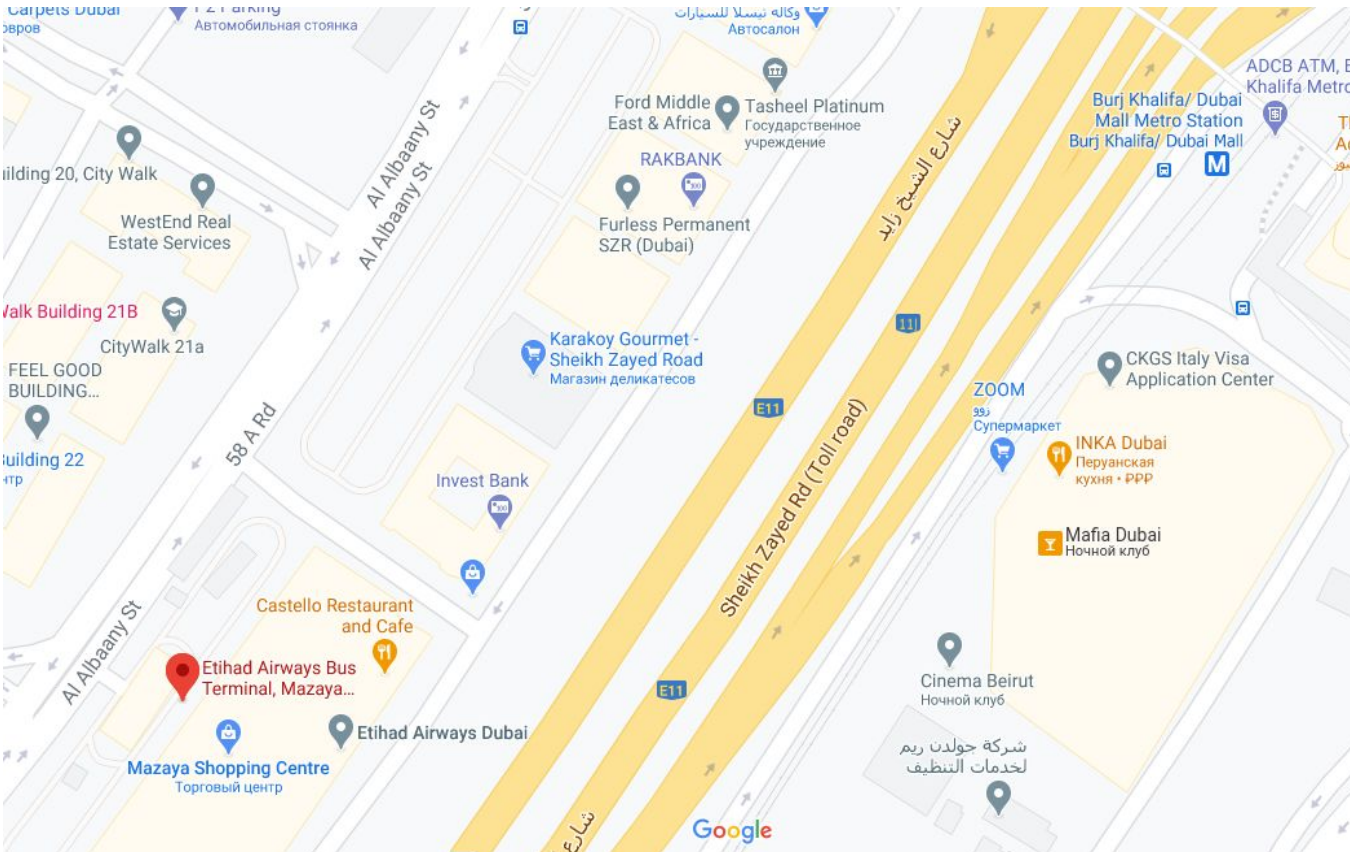 Carpets Dubai
P2 Parking
Автомобильная стоянка
وكالة تيسلا للسيارات
Автосалон
Ford Middle
East & Africa
Tasheel Platinum
Государственное
учреждение
ADCB ATM,
Khalifa Metro
Burj Khalifa/ Dubai
Mall Metro Station
Burj Khalifa/ Dubai Mall
M
Al Albaany St
Al Albaany St
شارع الشيخ زايد
RAKBANK
Building 20, City Walk
WestEnd Real
Estate Services
Furless Permanent
SZR (Dubai)
Walk Building 21B
CityWalk 21a
Karakoy Gourmet -
Sheikh Zayed Road
Магазин деликатесов
11
CKGS Italy Visa
Application Center
FEEL GOOD
BUILDING...
E11
ZOOM
زوو
Супермаркет
58 A Rd
Sheikh Zayed Rd (Toll road)
INKA Dubai
Перуанская
кухня • ₽₽₽
Building 22
Invest Bank
Mafia Dubai
Ночной клуб
Castello Restaurant
and Cafe
Al Albaany St
Etihad Airways Bus
Terminal, Mazaya...
E11
Cinema Beirut
Ночной клуб
Etihad Airways Dubai
شركة جولدن ريم
لخدمات التنظيف
Mazaya Shopping Centre
Торговый центр
شارع
Google